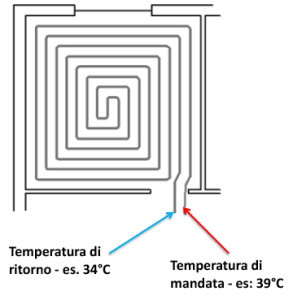 Temperatura di
ritorno - es. 34°C
Temperatura di
mandata - es: 39°C